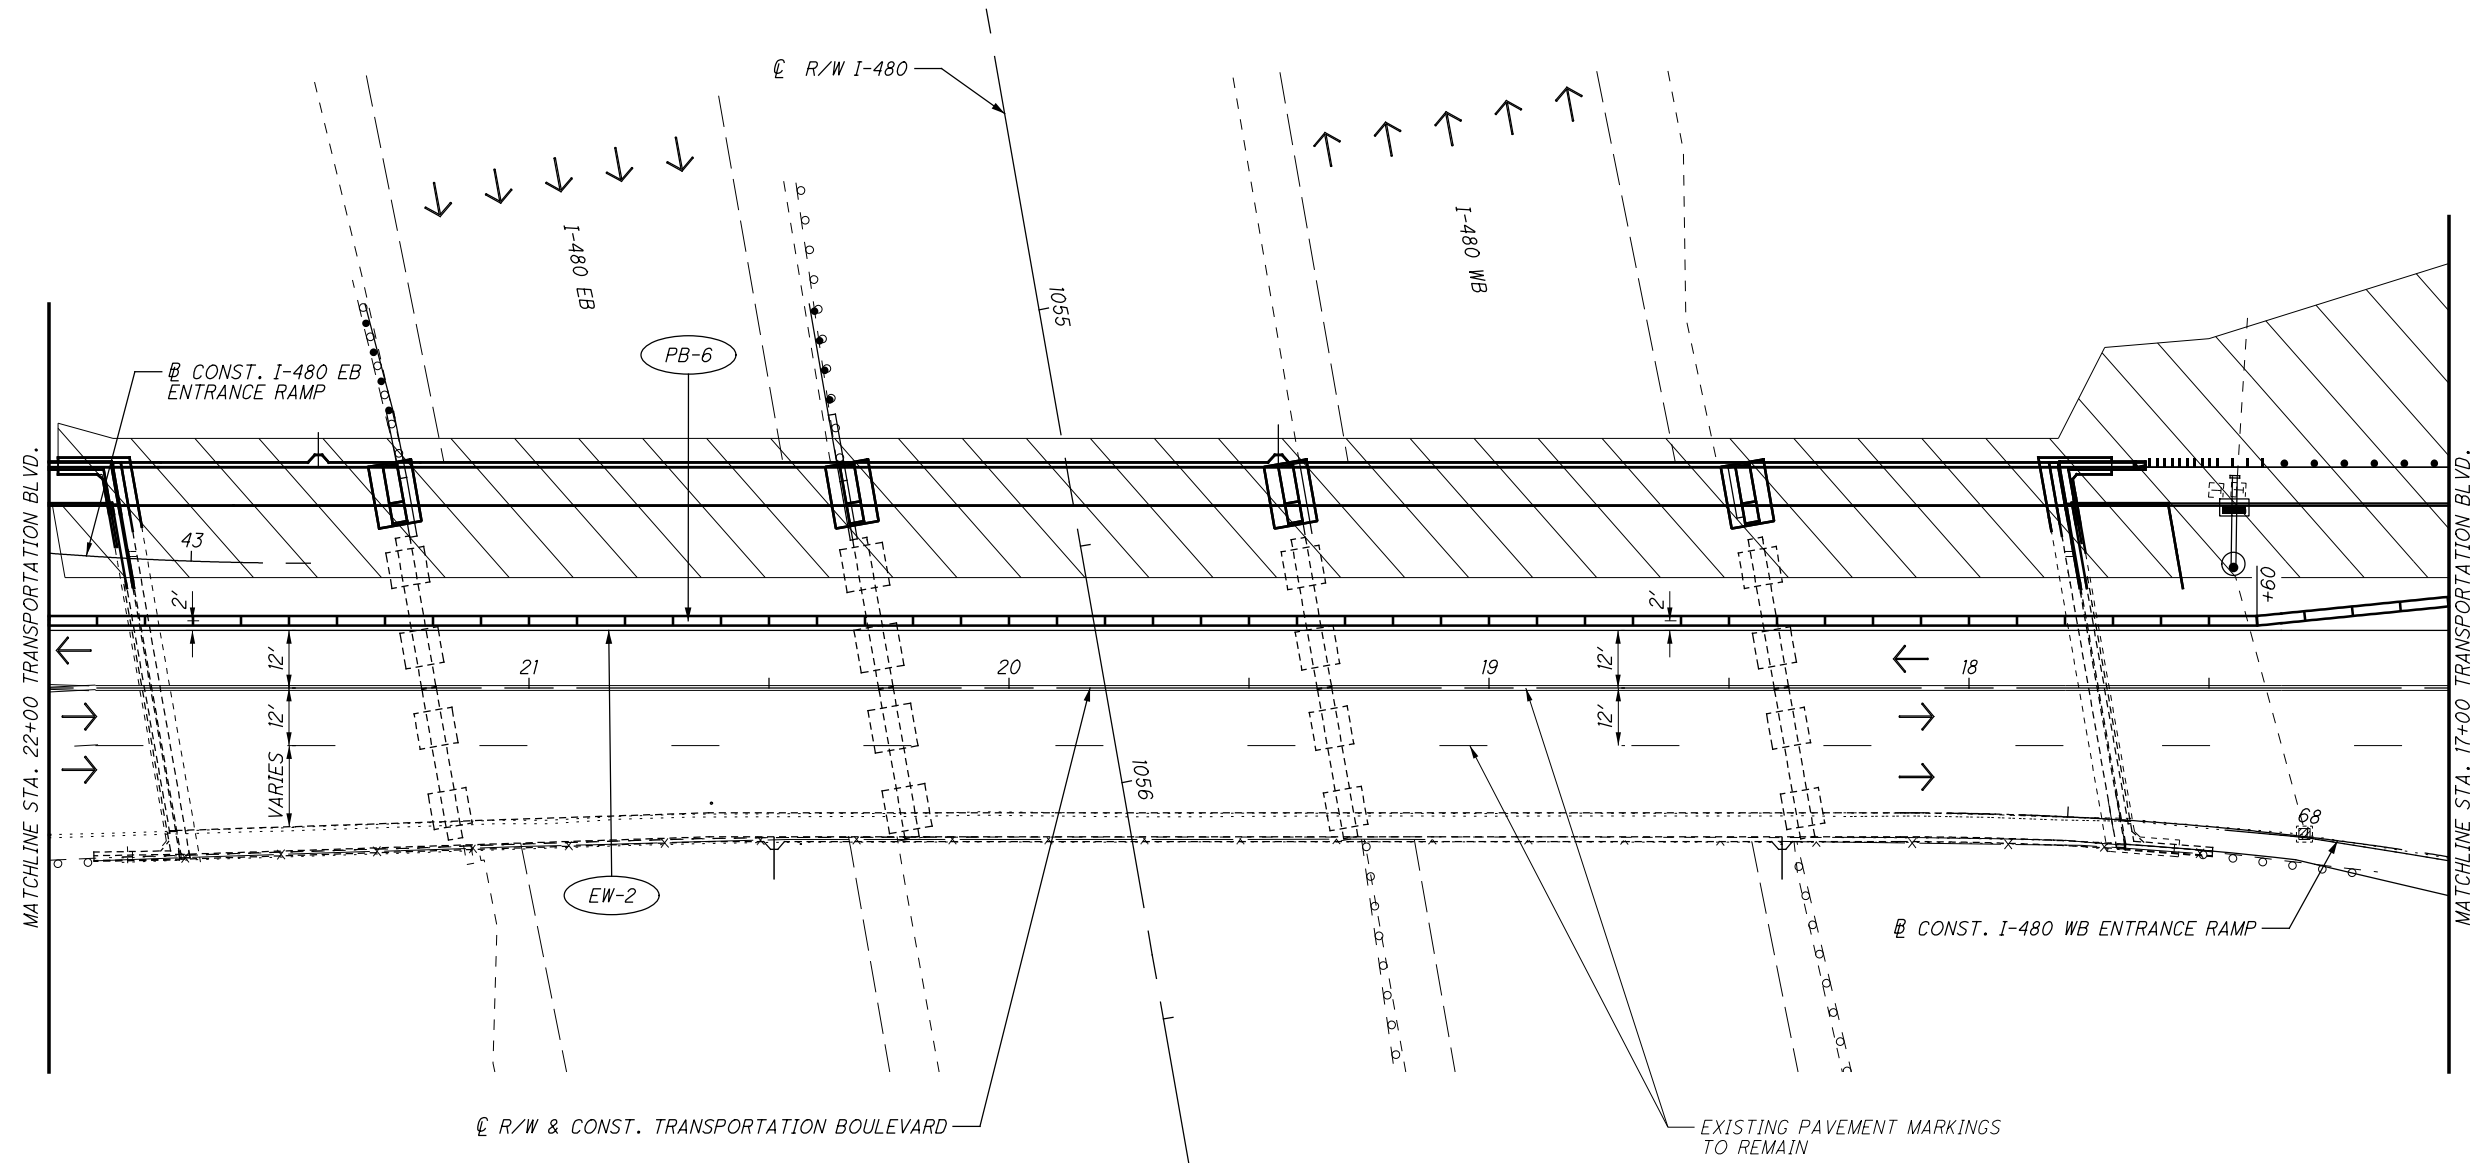 ℄ R/W I-480
I-480 EB
I-480 WB
1055
PB-6
℄ CONST. I-480 EB
ENTRANCE RAMP
MATCHLINE STA. 22+00 TRANSPORTATION BLVD.
MATCHLINE STA. 17+00 TRANSPORTATION BLVD.
43
2'
2'
+60
12'
21
20
12'
19
18
12'
12'
VARIES
1056
68
EW-2
CONST. I-480 WB ENTRANCE RAMP
℄ R/W & CONST. TRANSPORTATION BOULEVARD
EXISTING PAVEMENT MARKINGS
TO REMAIN